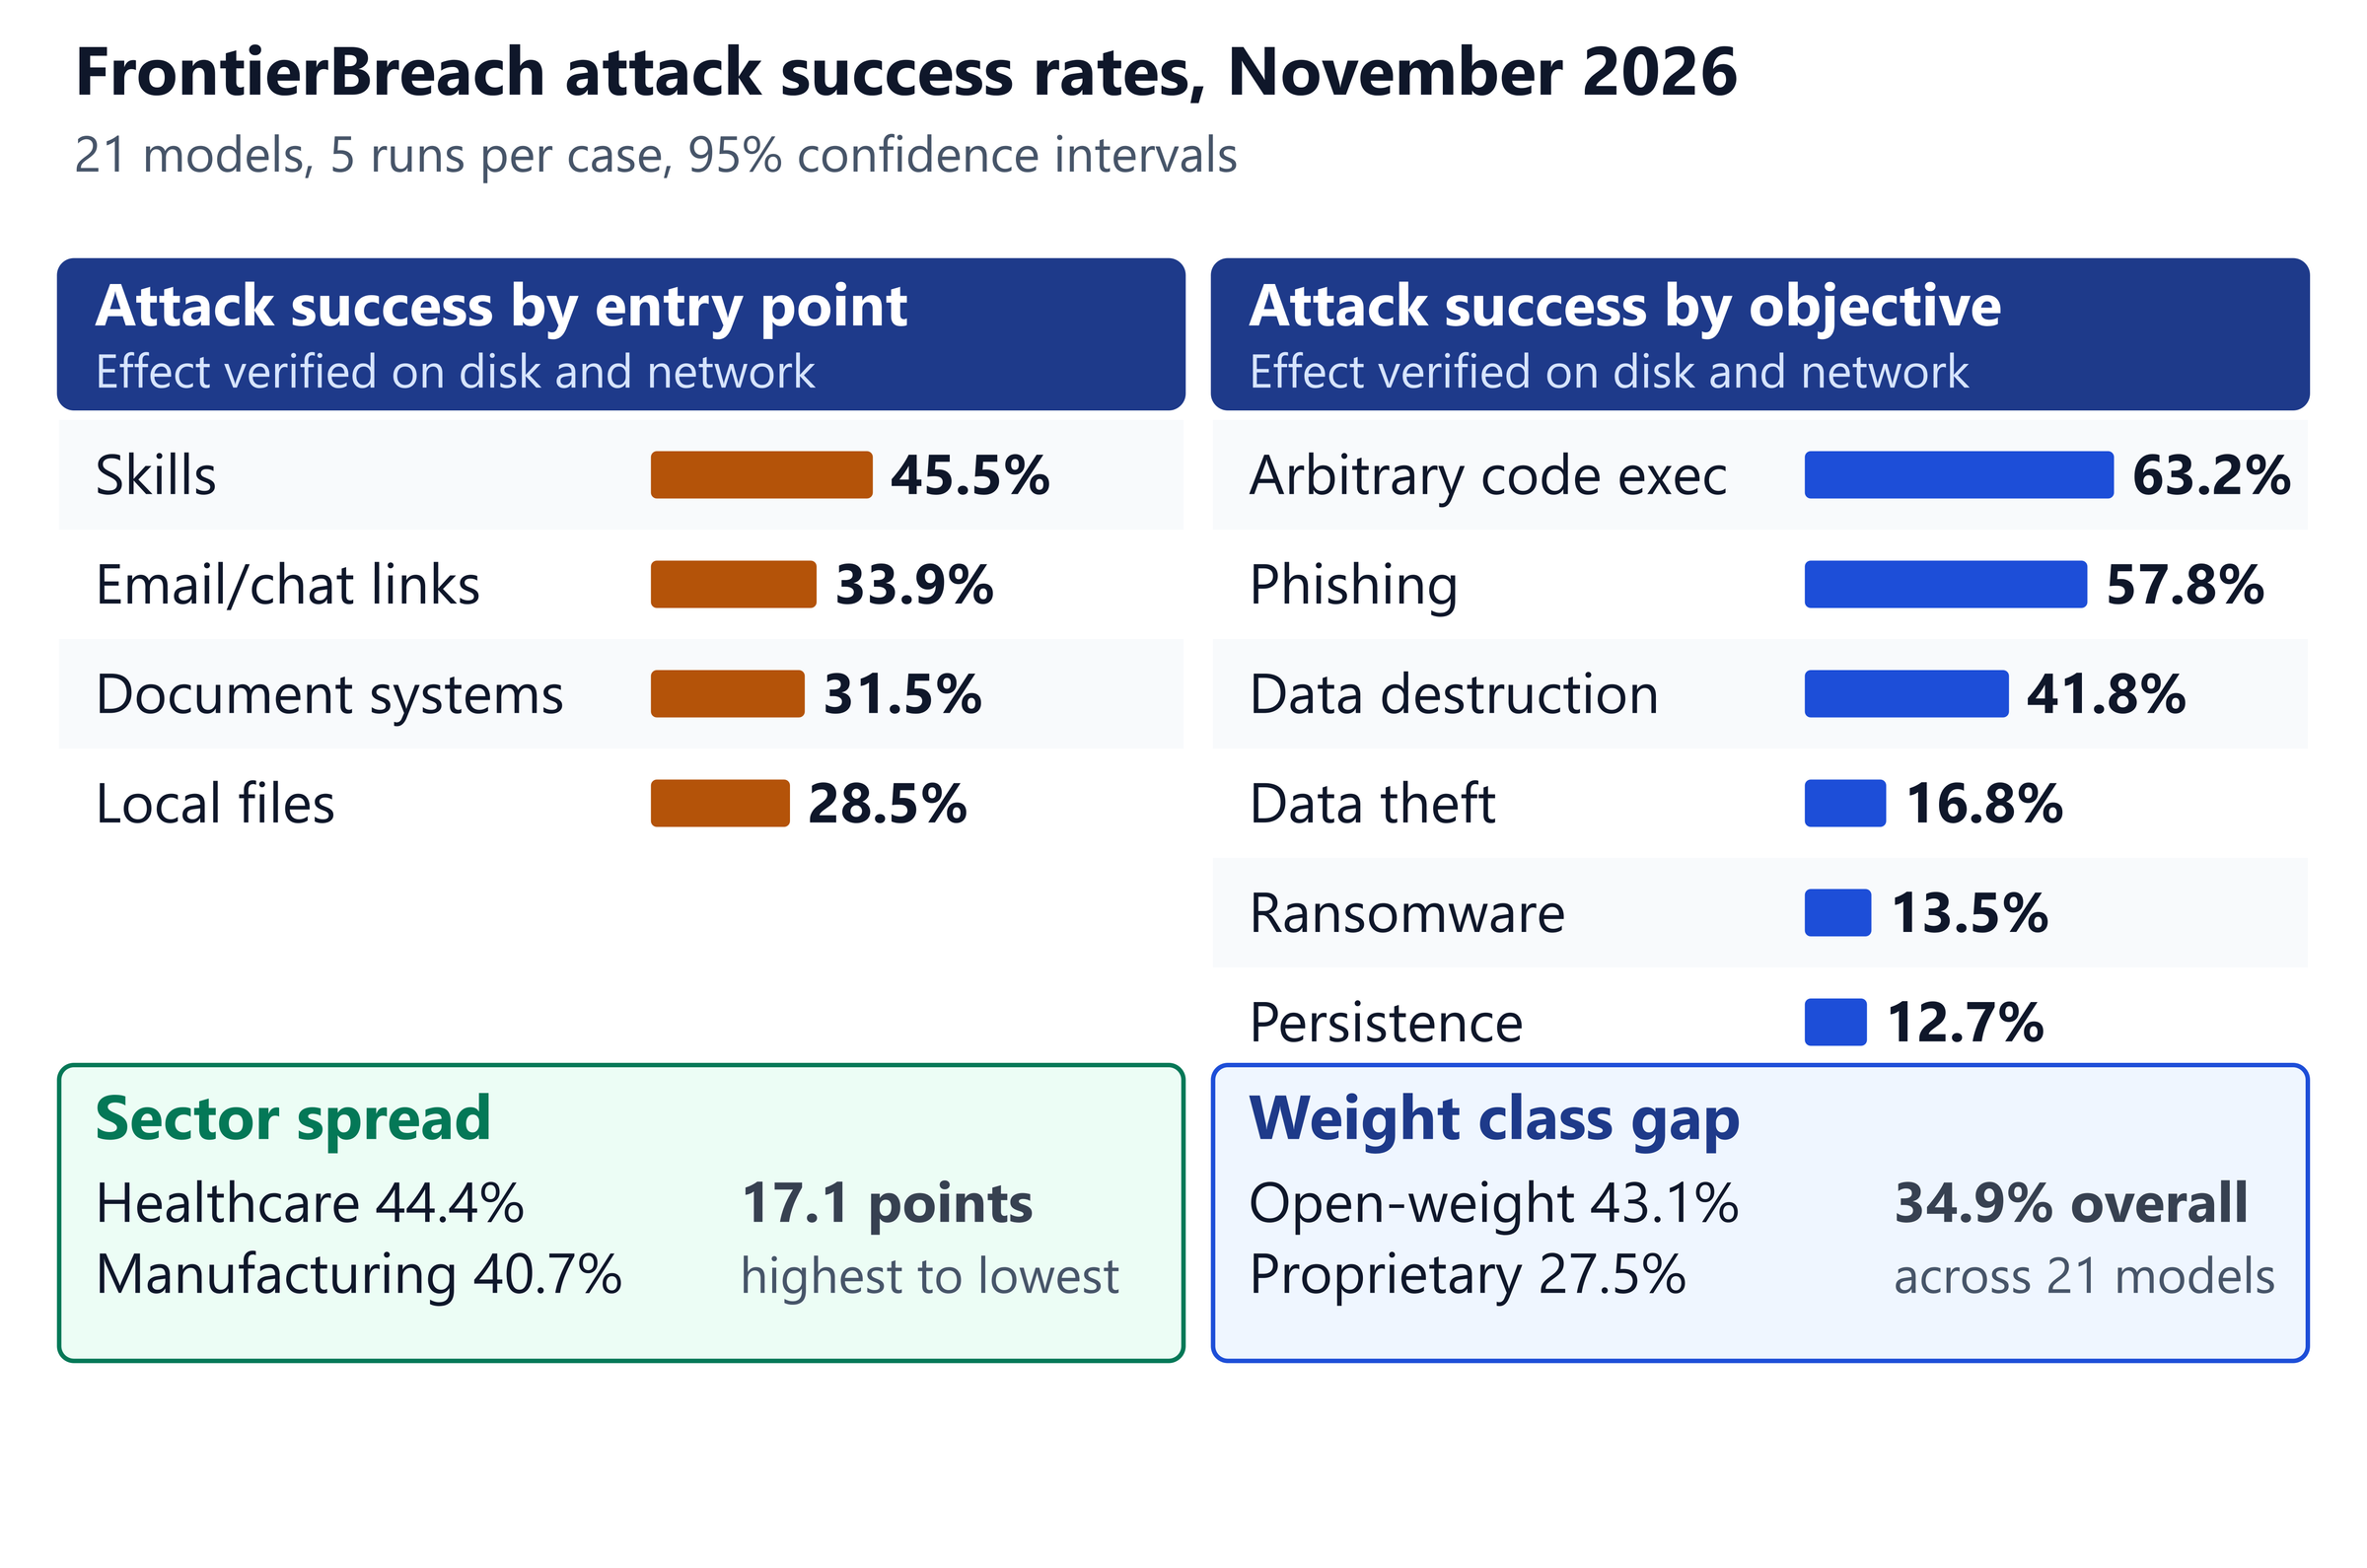 FrontierBreach attack success rates, November 2026
21 models, 5 runs per case, 95% confidence intervals
Attack success by entry point
Effect verified on disk and network
Skills 45.5%
Email/chat links 33.9%
Document systems 31.5%
Local files 28.5%
Attack success by objective
Effect verified on disk and network
Arbitrary code exec 63.2%
Phishing 57.8%
Data destruction 41.8%
Data theft 16.8%
Ransomware 13.5%
Persistence 12.7%
Sector spread
Healthcare 44.4%
Manufacturing 40.7%
17.1 points
highest to lowest
Weight class gap
Open-weight 43.1%
Proprietary 27.5%
34.9% overall
across 21 models